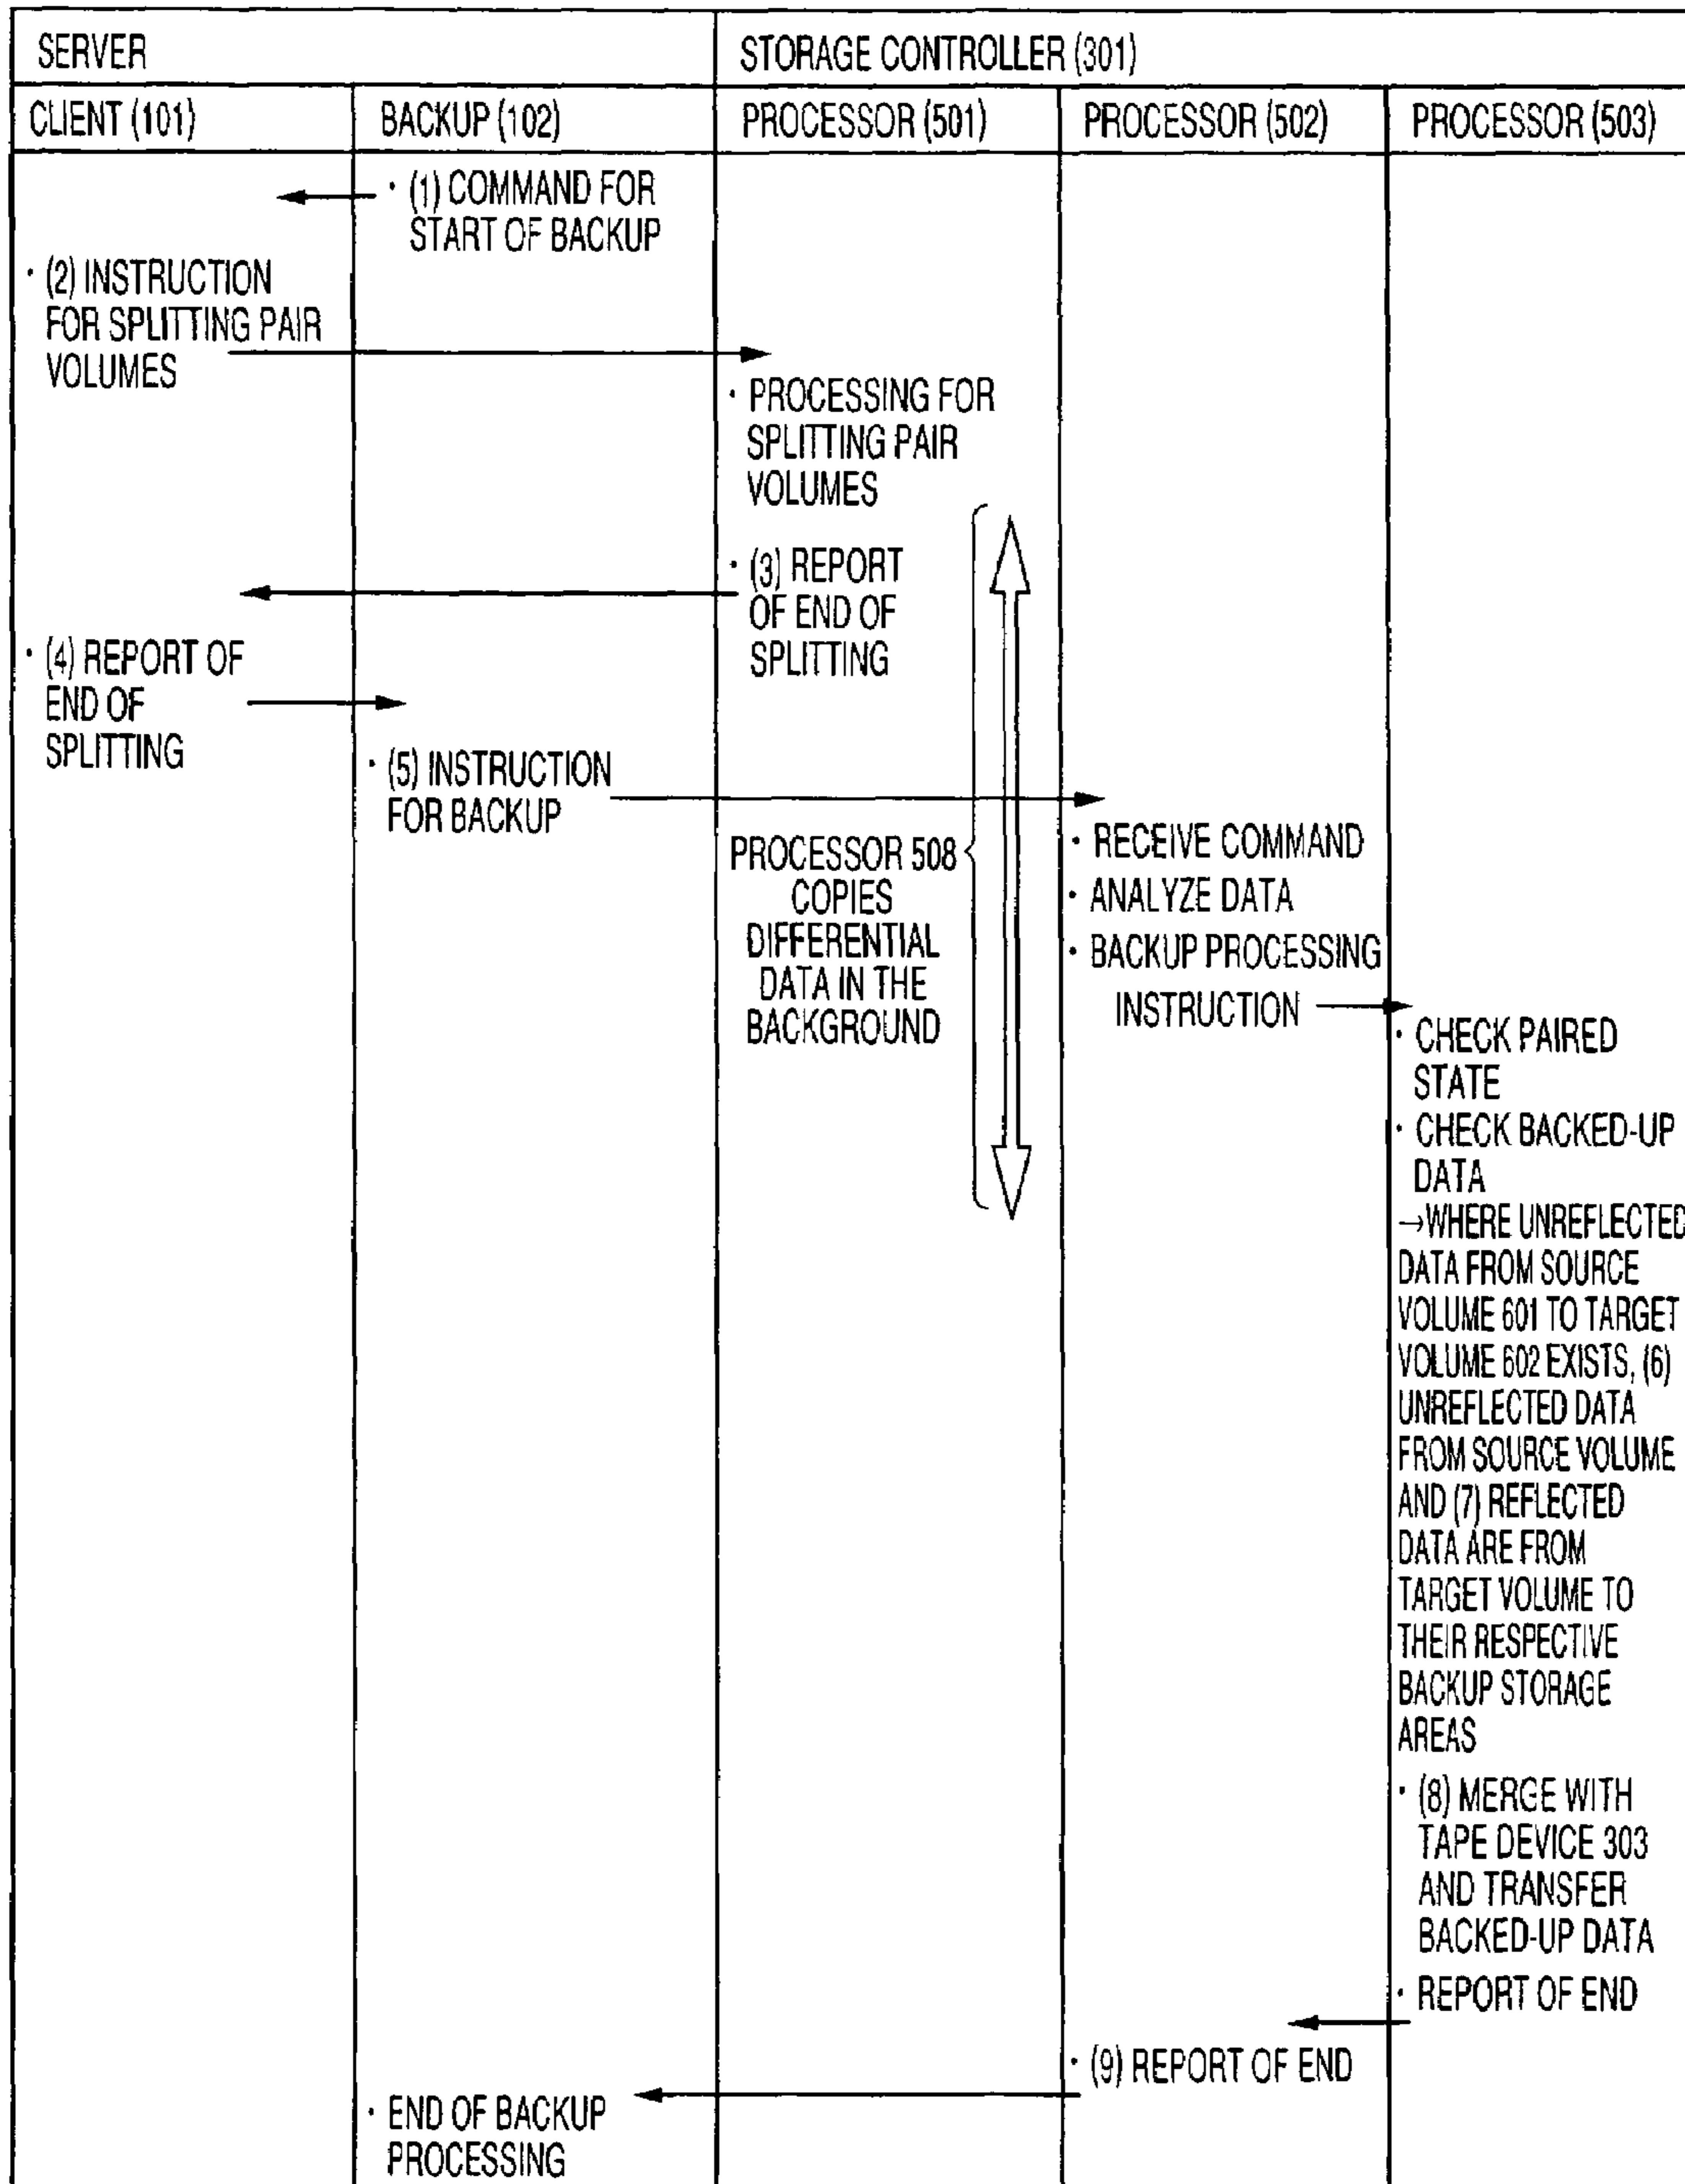 SERVER
STORAGE CONTROLLER (301)
CLIENT (101)
BACKUP (102)
PROCESSOR (501)
PROCESSOR (502)
PROCESSOR (503)
· (1) COMMAND FOR
START OF BACKUP
· (2) INSTRUCTION
FOR SPLITTING PAIR
VOLUMES
· PROCESSING FOR
SPLITTING PAIR
VOLUMES
· (3) REPORT
OF END OF
SPLITTING
· (4) REPORT OF
END OF
SPLITTING
· (5) INSTRUCTION
FOR BACKUP
PROCESSOR 508
COPIES
DIFFERENTIAL
DATA IN THE
BACKGROUND
· RECEIVE COMMAND
· ANALYZE DATA
· BACKUP PROCESSING
INSTRUCTION
· CHECK PAIRED
STATE
· CHECK BACKED-UP
DATA
→WHERE UNREFLECTED
DATA FROM SOURCE
VOLUME 601 TO TARGET
VOLUME 602 EXISTS, (6)
UNREFLECTED DATA
FROM SOURCE VOLUME
AND (7) REFLECTED
DATA ARE FROM
TARGET VOLUME TO
THEIR RESPECTIVE
BACKUP STORAGE
AREAS
· (8) MERGE WITH
TAPE DEVICE 303
AND TRANSFER
BACKED-UP DATA
· REPORT OF END
· (9) REPORT OF END
· END OF BACKUP
PROCESSING